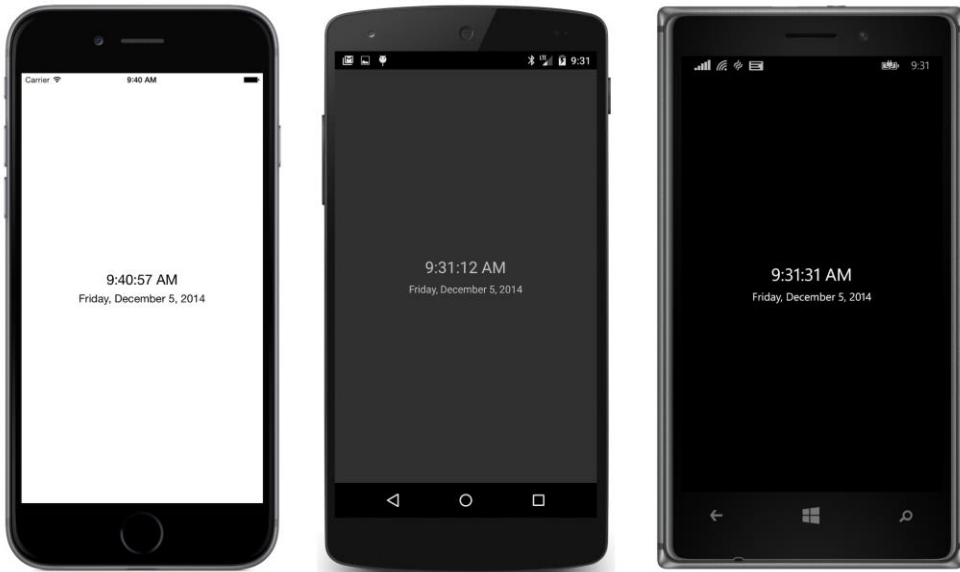 Carrier 9:40 AM
9:40:57 AM
Friday, December 5, 2014
9:31
9:31:12 AM
Friday, December 5, 2014
9:31
9:31:31 AM
Friday, December 5, 2014